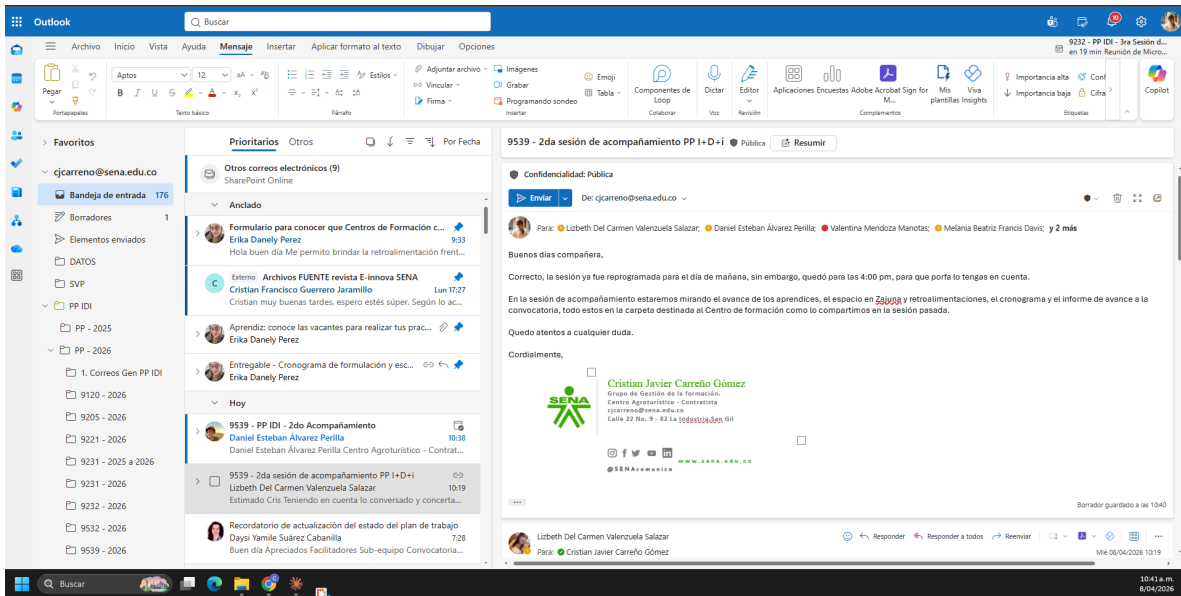 Outlook
Buscar
10
Archivo Inicio Vista Ayuda Mensaje Insertar Aplicar formato al texto Dibujar Opciones
9232 - PP IDI - 3ra Sesión d...
en 19 min Reunión de Micro...
Pegar
Portapapeles
Aptos 12 aA
Estilos
N K S
Texto básico
Párrafo
Adjuntar archivo
Vincular
Firma
Imágenes
Grabar
Programando sondeo
Insertar
Emoji
Tabla
Componentes de Loop
Colaborar
Dictar
Voz
Editor
Revisión
Aplicaciones Encuestas Adobe Acrobat Sign for M...
Mis plantillas
Viva Insights
Complementos
Importancia alta
Importancia baja
Conf
Cifra
Etiquetas
Copilot
Favoritos
cjcarreno@sena.edu.co
Bandeja de entrada 176
Borradores 1
Elementos enviados
DATOS
SVP
PP IDI
PP - 2025
PP - 2026
1. Correos Gen PP IDI
9120 - 2026
9205 - 2026
9221 - 2026
9231 - 2025 a 2026
9231 - 2026
9232 - 2026
9532 - 2026
9539 - 2026
Prioritarios Otros Por Fecha
Otros correos electrónicos (9)
SharePoint Online
Anclado
Formulario para conocer que Centros de Formación c...
Erika Danely Perez 9:33
Hola buen día Me permito brindar la retroalimentación frent...
C
Externo Archivos FUENTE revista E-innova SENA
Cristian Francisco Guerrero Jaramillo Lun 17:27
Cristian muy buenas tardes, espero estés súper. Según lo ac...
Aprendiz: conoce las vacantes para realizar tus prac...
Erika Danely Perez
Entregable - Cronograma de formulación y esc...
Erika Danely Perez
Hoy
9539 - PP IDI - 2do Acompañamiento
Daniel Esteban Álvarez Perilla 10:38
Daniel Esteban Álvarez Perilla Centro Agroturístico - Contrat...
9539 - 2da sesión de acompañamiento PP I+D+i
Lizbeth Del Carmen Valenzuela Salazar 10:19
Estimado Cris Teniendo en cuenta lo conversado y concerta...
Recordatorio de actualización del estado del plan de trabajo
Daysi Yamile Suárez Cabanilla 7:28
Buen día Apreciados Facilitadores Sub-equipo Convocatoria...
9539 - 2da sesión de acompañamiento PP I+D+i Pública Resumir
Confidencialidad: Pública
Enviar De: cjcarreno@sena.edu.co
Para: Lizbeth Del Carmen Valenzuela Salazar; Daniel Esteban Álvarez Perilla; Valentina Mendoza Manotas; Melania Beatriz Francis Davis; y 2 más
Buenos días compañera,
Correcto, la sesión ya fue reprogramada para el día de mañana, sin embargo, quedó para las 4:00 pm, para que porfa lo tengas en cuenta.
En la sesión de acompañamiento estaremos mirando el avance de los aprendices, el espacio en Zajuna y retroalimentaciones, el cronograma y el informe de avance a la
convocatoria, todo estos en la carpeta destinada al Centro de formación como lo compartimos en la sesión pasada.
Quedo atentos a cualquier duda.
Cordialmente,
SENA
Cristian Javier Carreño Gómez
Grupo de Gestión de la formación.
Centro Agroturístico - Contratista
cjcarreno@sena.edu.co
Calle 22 No. 9 - 82 La Industria,San Gil
@SENAcomunica
www.sena.edu.co
Borrador guardado a las 10:40
Lizbeth Del Carmen Valenzuela Salazar
Responder Responder a todos Reenviar
Para: Cristian Javier Carreño Gómez
Mié 08/04/2026 10:19
Buscar
10:41 a.m.
8/04/2026